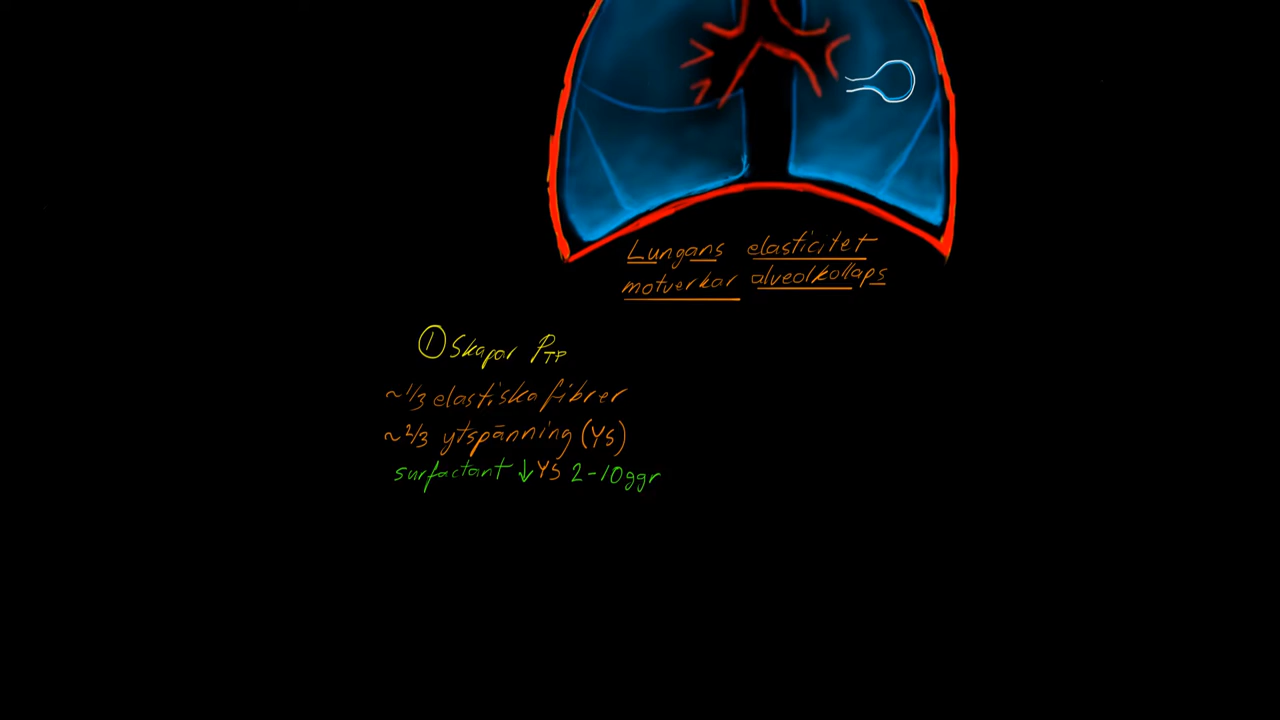 Lungans elasticitet
motverkar alveolkollaps
① Skapar PTP
~1/3 elastiska fibrer
~2/3 ytspänning (YS)
surfactant ↓ YS 2-10ggr